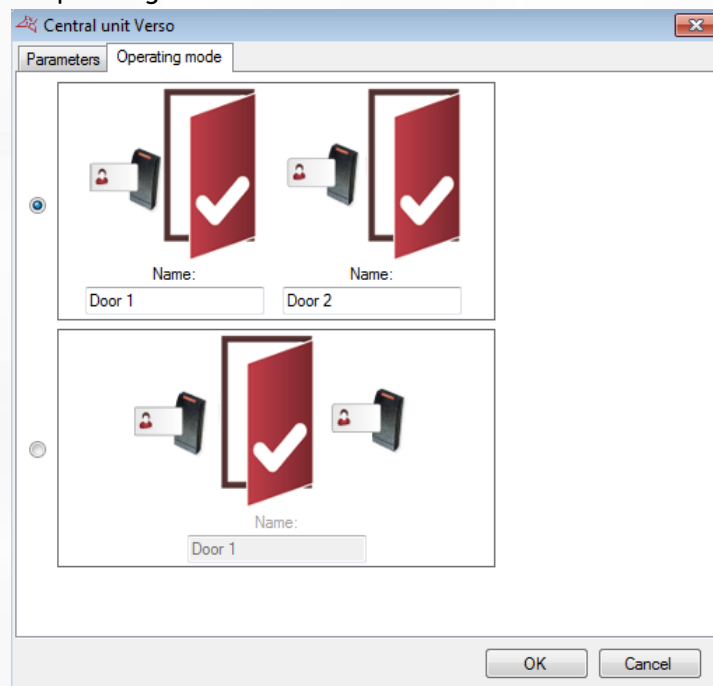 Central unit Verso
Parameters Operating mode
Name: Name:
Door 1 Door 2
Name:
Door 1
OK Cancel